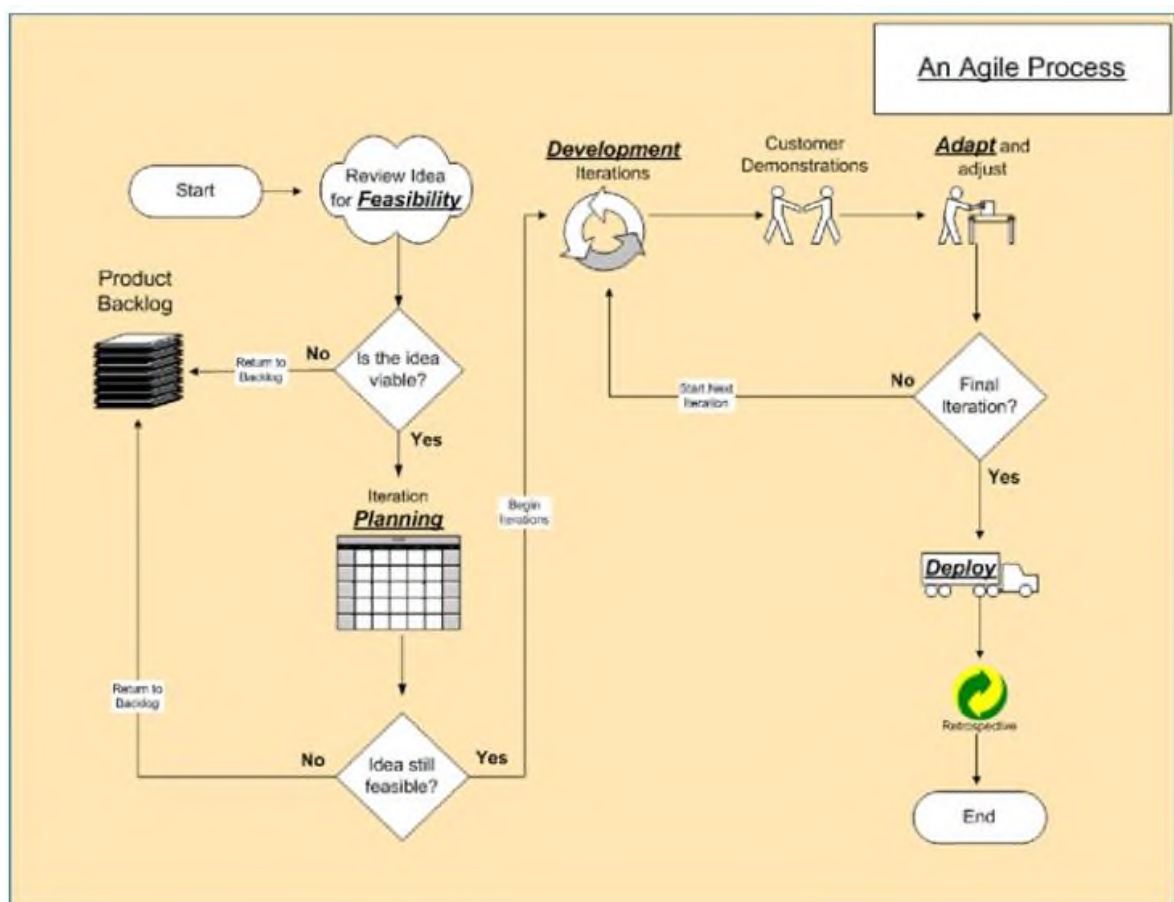 An Agile Process
Start
Review Idea
for Feasibility
Product
Backlog
Is the idea
viable?
No
Return to
Backlog
Yes
Iteration
Planning
Return to
Backlog
Idea still
feasible?
No
Yes
Begin
Iterations
Development
Iterations
Customer
Demonstrations
Adapt and
adjust
Final
Iteration?
No
Start Next
Iteration
Yes
Deploy
Retrospective
End